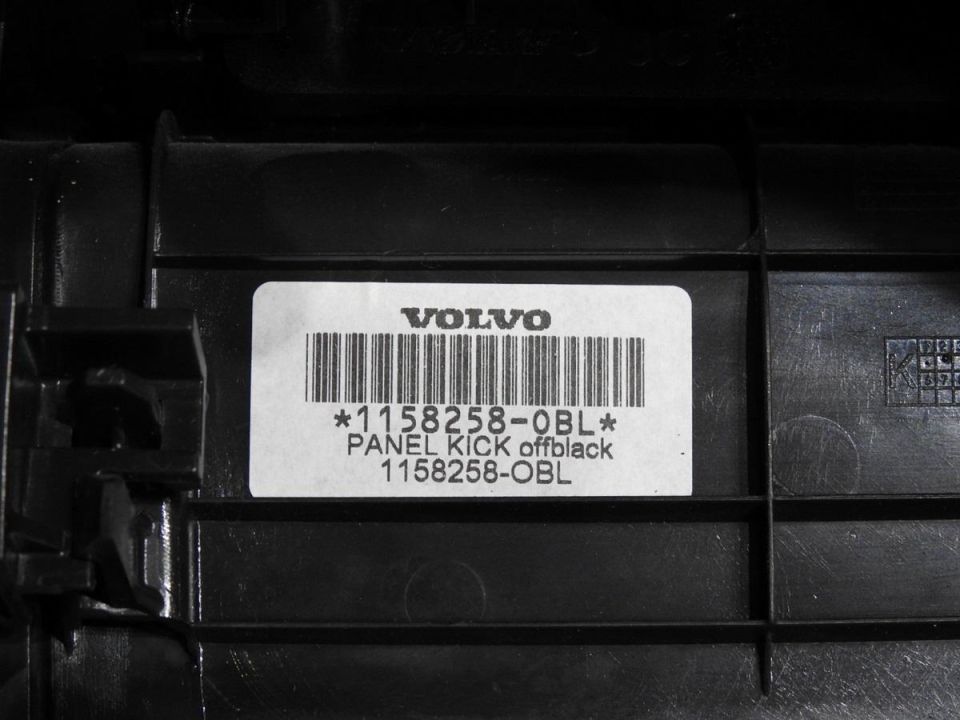 VOLVO
*1158258-0BL*
PANEL KICK offblack
1158258-OBL
K